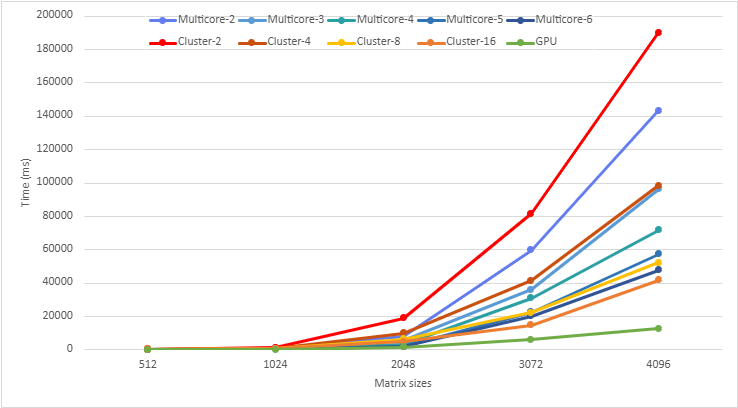 200000
Multicore-2 Multicore-3 Multicore-4 Multicore-5 Multicore-6
Cluster-2 Cluster-4 Cluster-8 Cluster-16 GPU
180000
160000
140000
120000
100000
80000
60000
40000
20000
0
Time (ms)
512 1024 2048 3072 4096
Matrix sizes